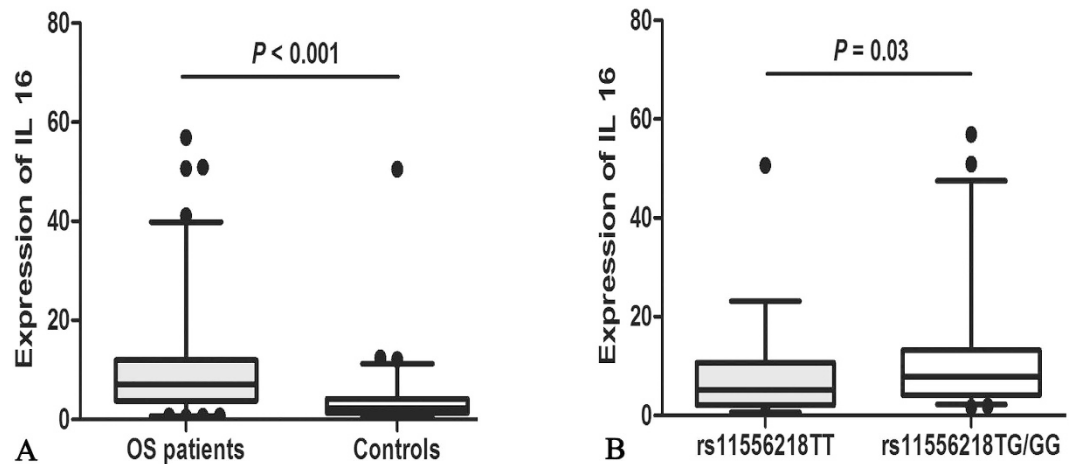 80
P < 0.001
60
40
20
0
Expression of IL 16
OS patients
Controls
A
80
P = 0.03
60
40
20
0
Expression of IL 16
rs11556218TT
rs11556218TG/GG
B